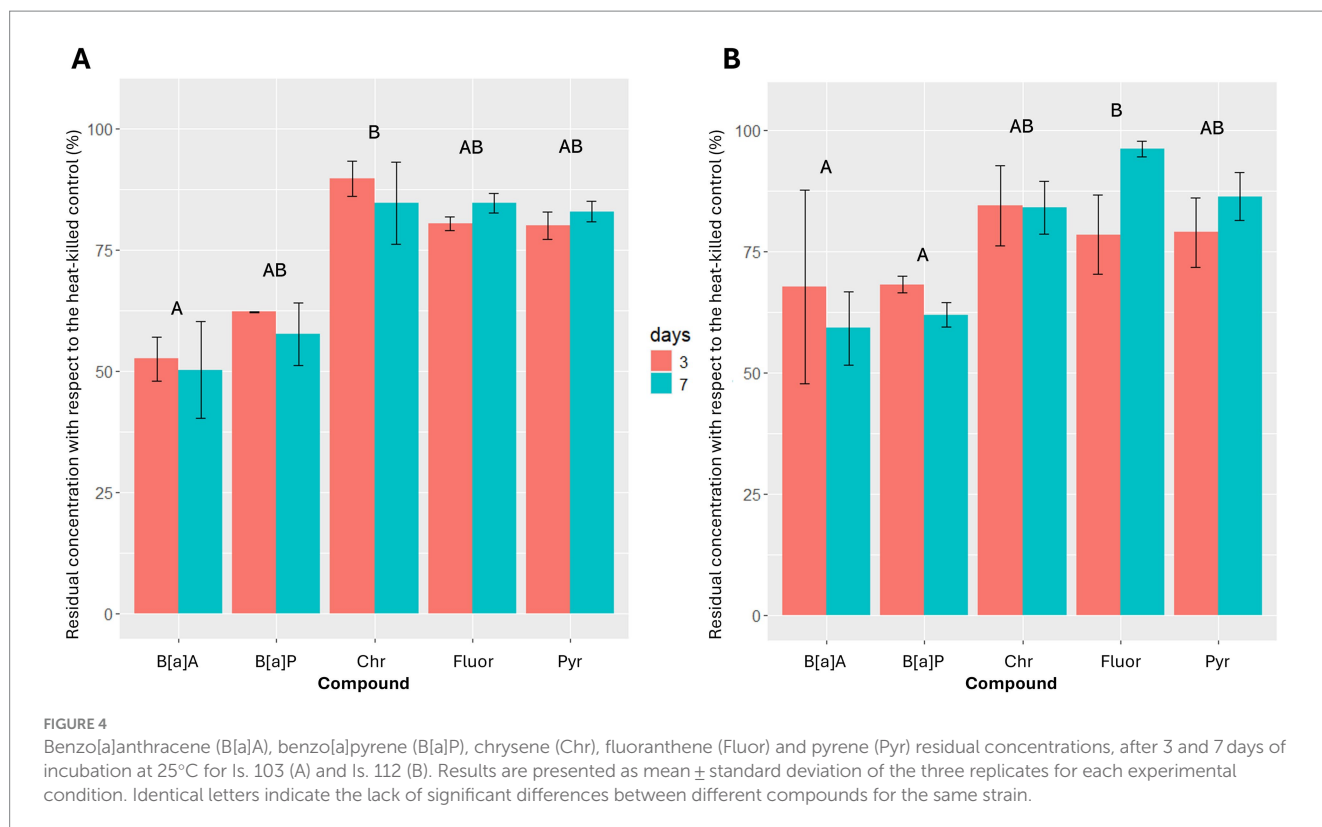 A
B
Residual concentration with respect to the heat-killed control (%)
100
75
50
25
0
A
AB
B
AB
AB
B[a]A
B[a]P
Chr
Fluor
Pyr
Compound
days
3
7
Residual concentration with respect to the heat-killed control (%)
100
75
50
25
0
A
A
AB
B
AB
B[a]A
B[a]P
Chr
Fluor
Pyr
Compound
FIGURE 4
Benzo[a]anthracene (B[a]A), benzo[a]pyrene (B[a]P), chrysene (Chr), fluoranthene (Fluor) and pyrene (Pyr) residual concentrations, after 3 and 7 days of
incubation at 25°C for Is. 103 (A) and Is. 112 (B). Results are presented as mean ± standard deviation of the three replicates for each experimental
condition. Identical letters indicate the lack of significant differences between different compounds for the same strain.